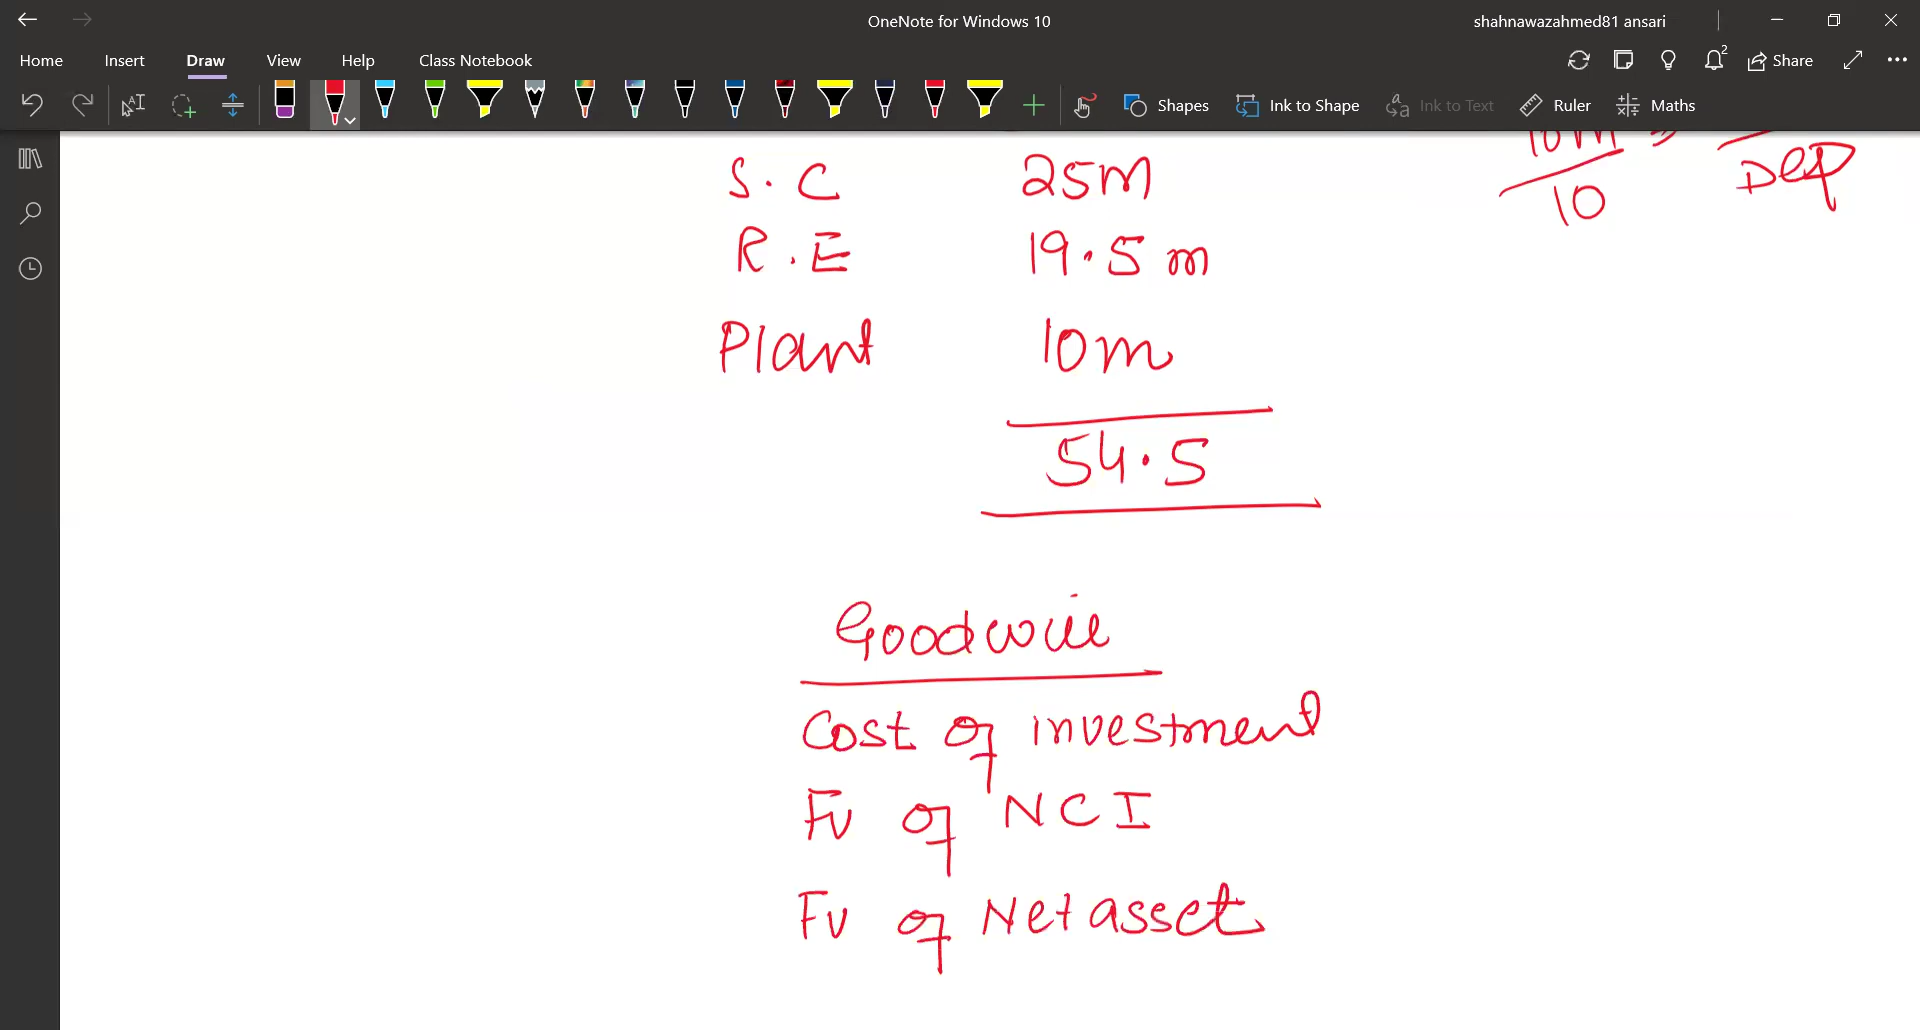 OneNote for Windows 10
shahnawazahmed81 ansari
Home Insert Draw View Help Class Notebook
2 Share
Shapes Ink to Shape Ink to Text Ruler Maths
S.C 25M
10m
10
Dep
R.E 19.5 m
Plant 10m
54.5
Goodwill
Cost of investment
Fv of NCI
Fv of Net asset